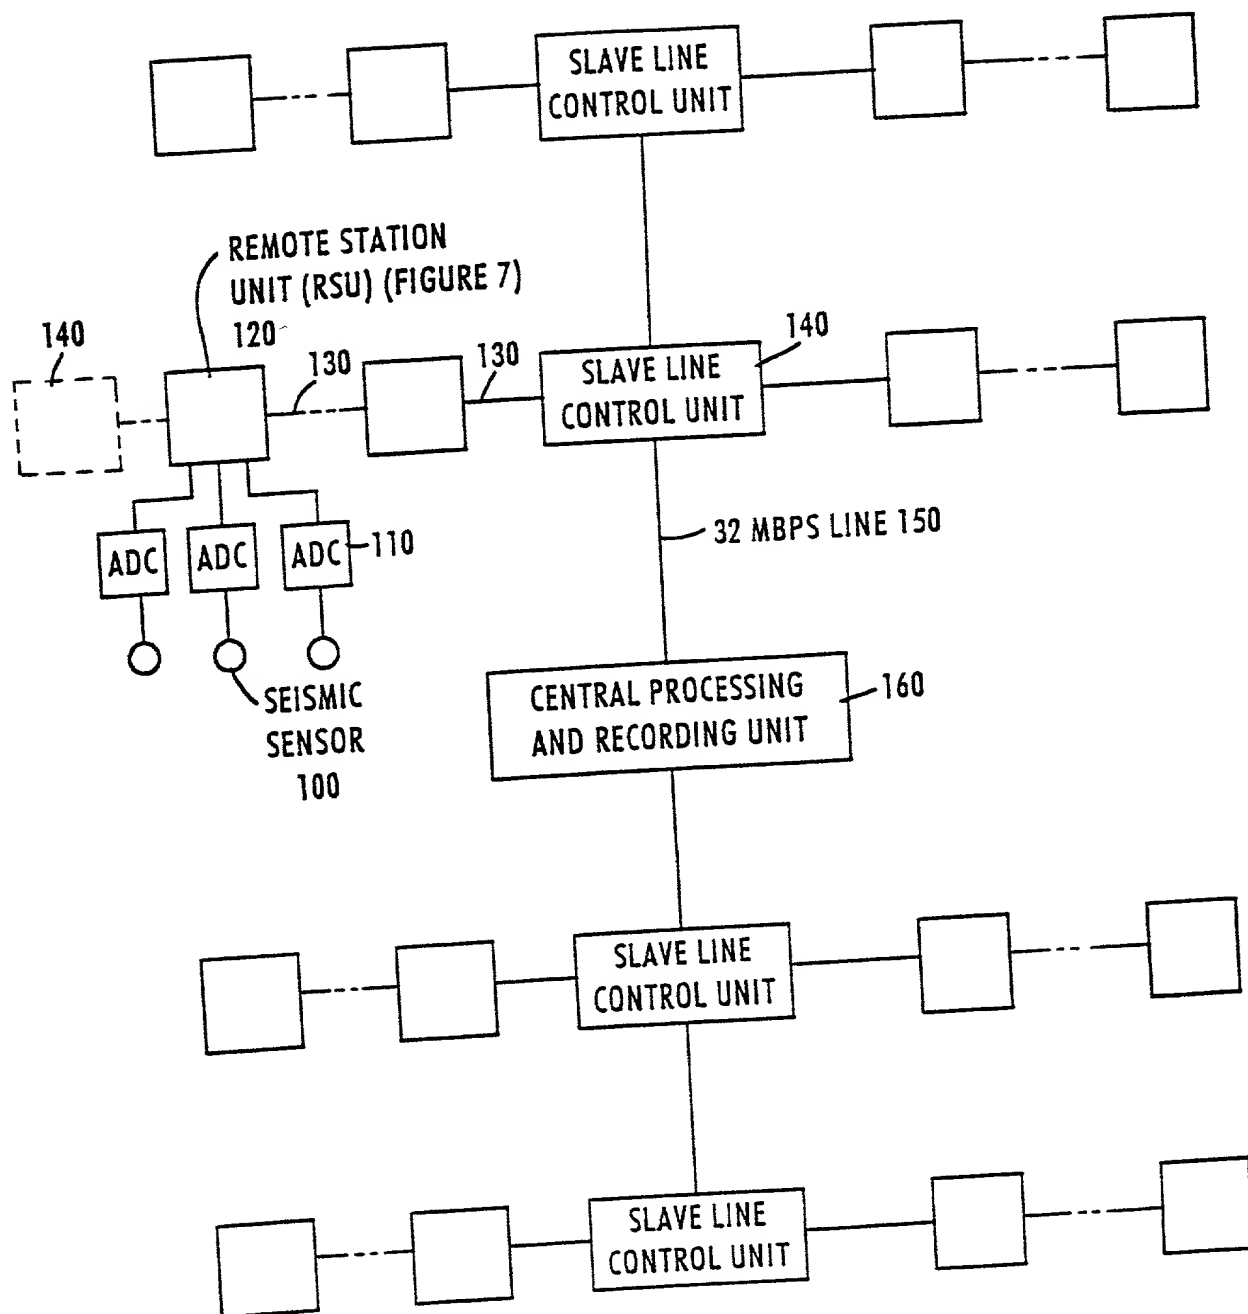 SLAVE LINE
CONTROL UNIT
REMOTE STATION
UNIT (RSU) (FIGURE 7)
120
140
130
130
SLAVE LINE
CONTROL UNIT
140
32 MBPS LINE 150
ADC
ADC
ADC
110
SEISMIC
SENSOR
100
CENTRAL PROCESSING
AND RECORDING UNIT
160
SLAVE LINE
CONTROL UNIT
SLAVE LINE
CONTROL UNIT